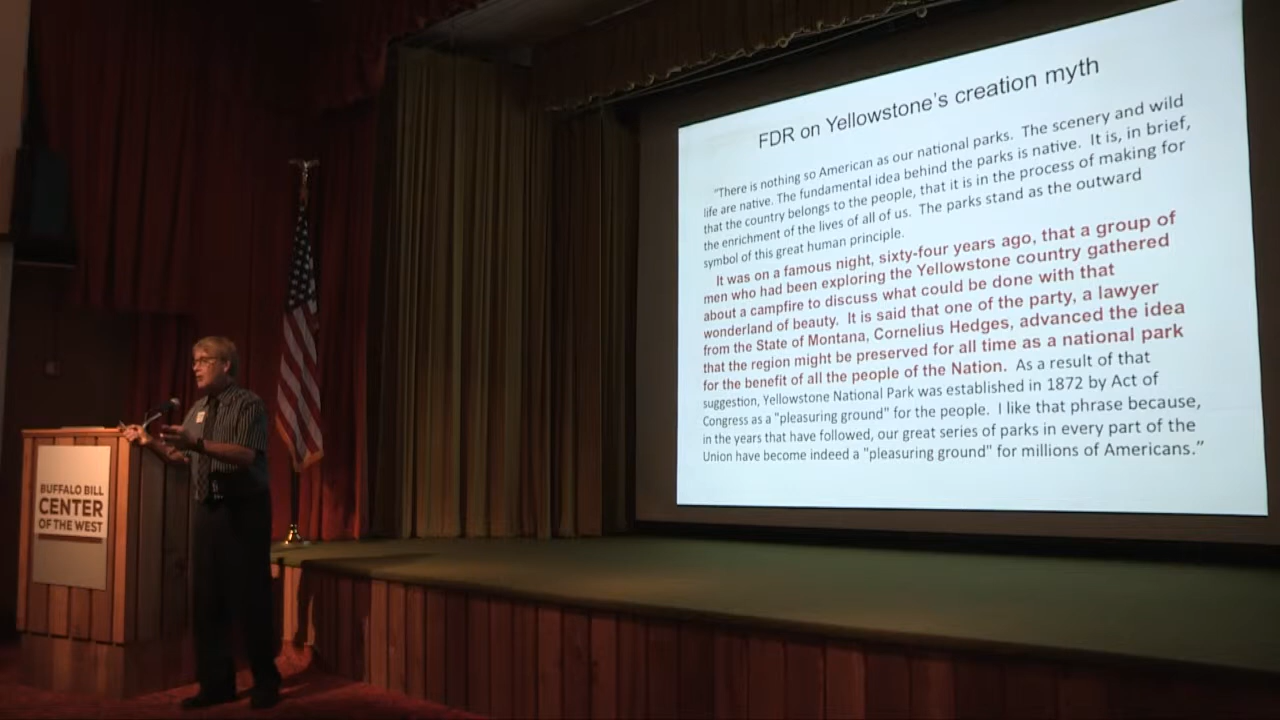 FDR on Yellowstone's creation myth
"There is nothing so American as our national parks. The scenery and wild
life are native. The fundamental idea behind the parks is native. It is, in brief,
that the country belongs to the people, that it is in the process of making for
the enrichment of the lives of all of us. The parks stand as the outward
symbol of this great human principle.
It was on a famous night, sixty-four years ago, that a group of
men who had been exploring the Yellowstone country gathered
about a campfire to discuss what could be done with that
wonderland of beauty. It is said that one of the party, a lawyer
from the State of Montana, Cornelius Hedges, advanced the idea
that the region might be preserved for all time as a national park
for the benefit of all the people of the Nation. As a result of that
suggestion, Yellowstone National Park was established in 1872 by Act of
Congress as a "pleasuring ground" for the people. I like that phrase because,
in the years that have followed, our great series of parks in every part of the
Union have become indeed a "pleasuring ground" for millions of Americans."
BUFFALO BILL
CENTER
OF THE WEST